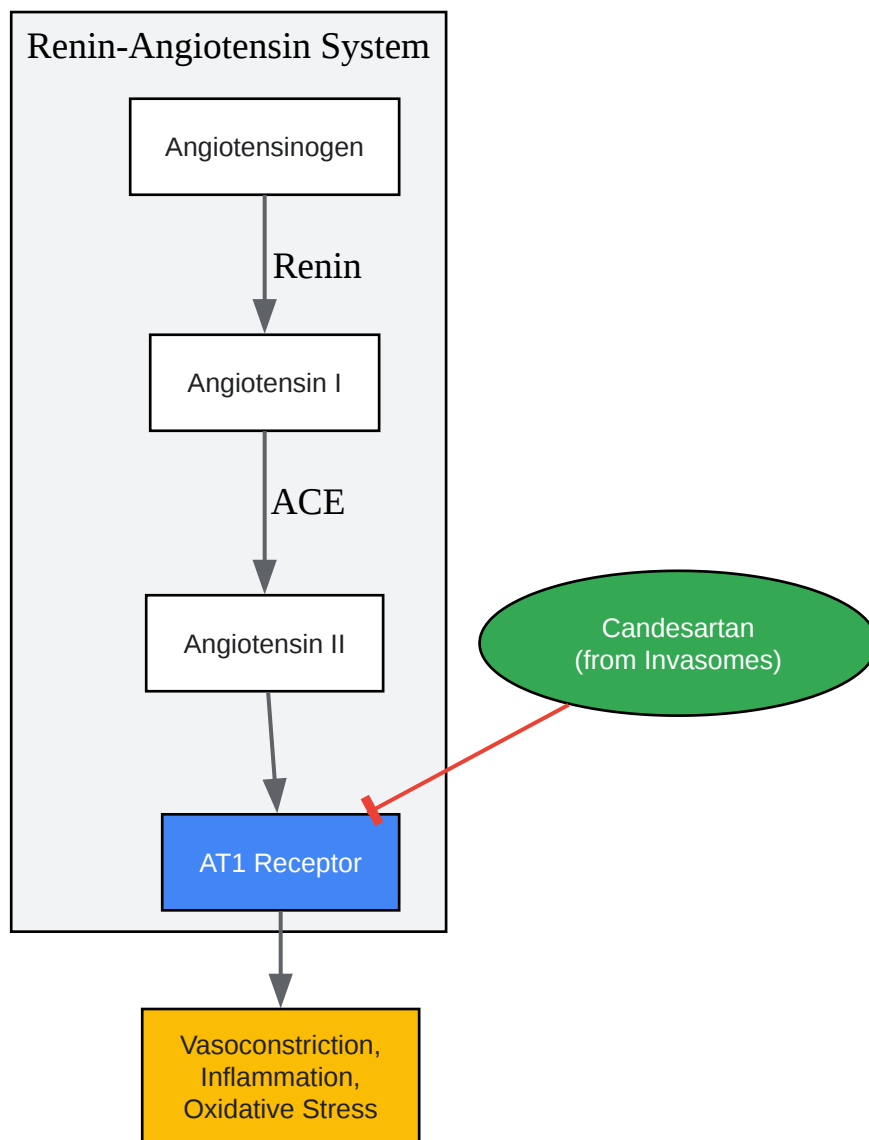 Renin-Angiotensin System
Angiotensinogen
Renin
Angiotensin I
ACE
Angiotensin II
Candesartan
(from Invasomes)
AT1 Receptor
Vasoconstriction,
Inflammation,
Oxidative Stress